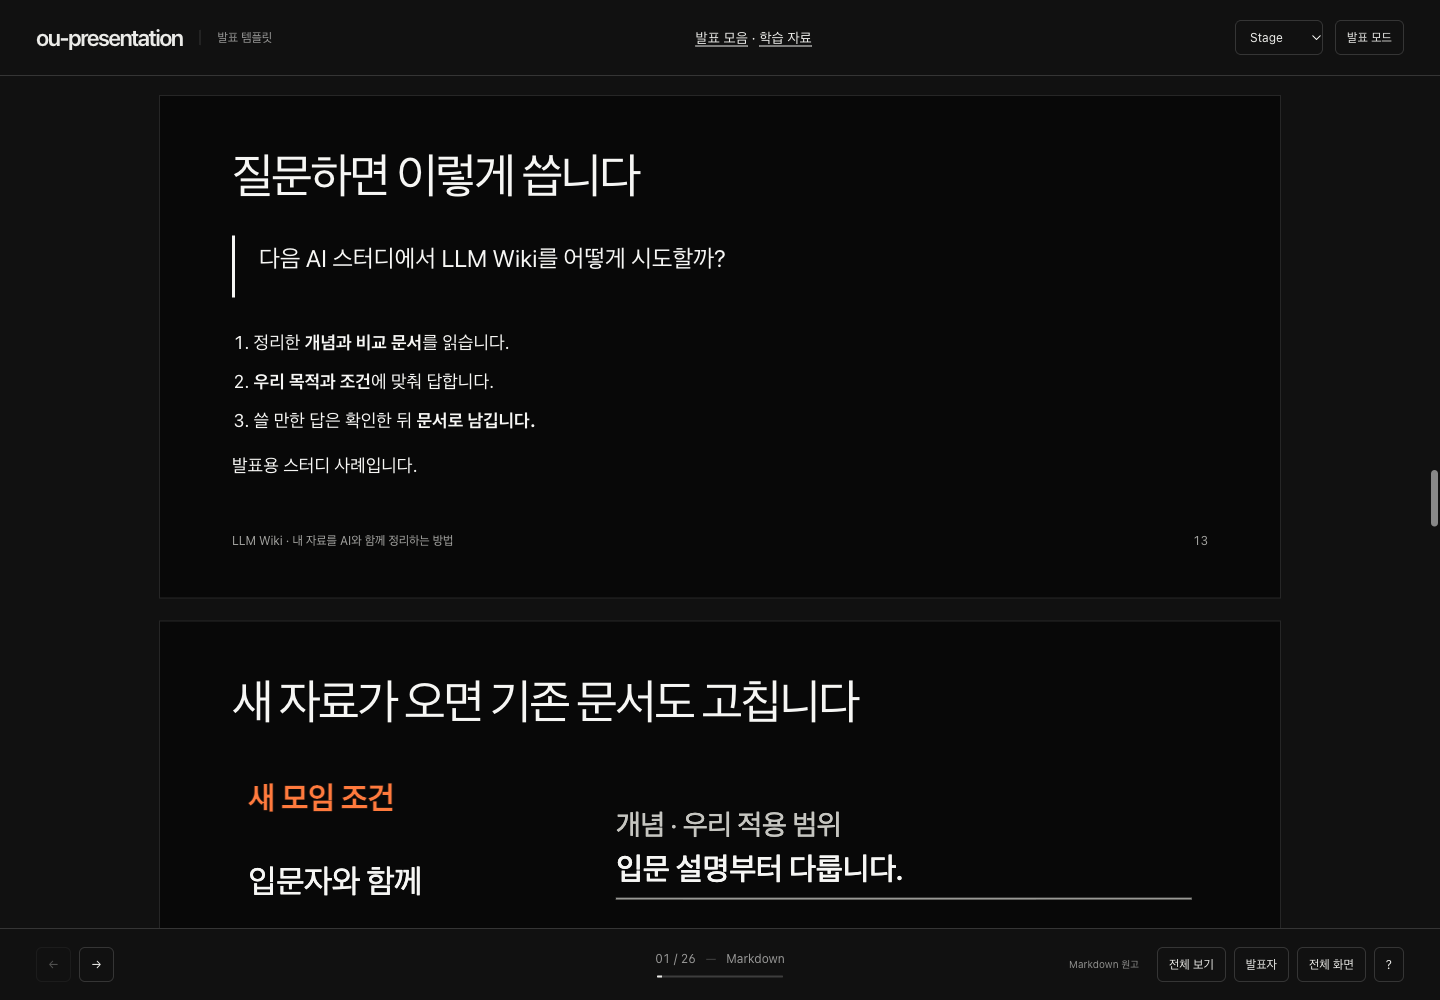 ou-presentation
발표 템플릿
발표 모음 · 학습 자료
Stage
발표 모드
질문하면 이렇게 씁니다
다음 AI 스터디에서 LLM Wiki를 어떻게 시도할까?
1. 정리한 개념과 비교 문서를 읽습니다.
2. 우리 목적과 조건에 맞춰 답합니다.
3. 쓸 만한 답은 확인한 뒤 문서로 남깁니다.
발표용 스터디 사례입니다.
LLM Wiki · 내 자료를 AI와 함께 정리하는 방법
13
새 자료가 오면 기존 문서도 고칩니다
새 모임 조건
개념 · 우리 적용 범위
입문 설명부터 다룹니다.
입문자와 함께
←
→
01 / 26 — Markdown
Markdown 원고
전체 보기
발표자
전체 화면
?